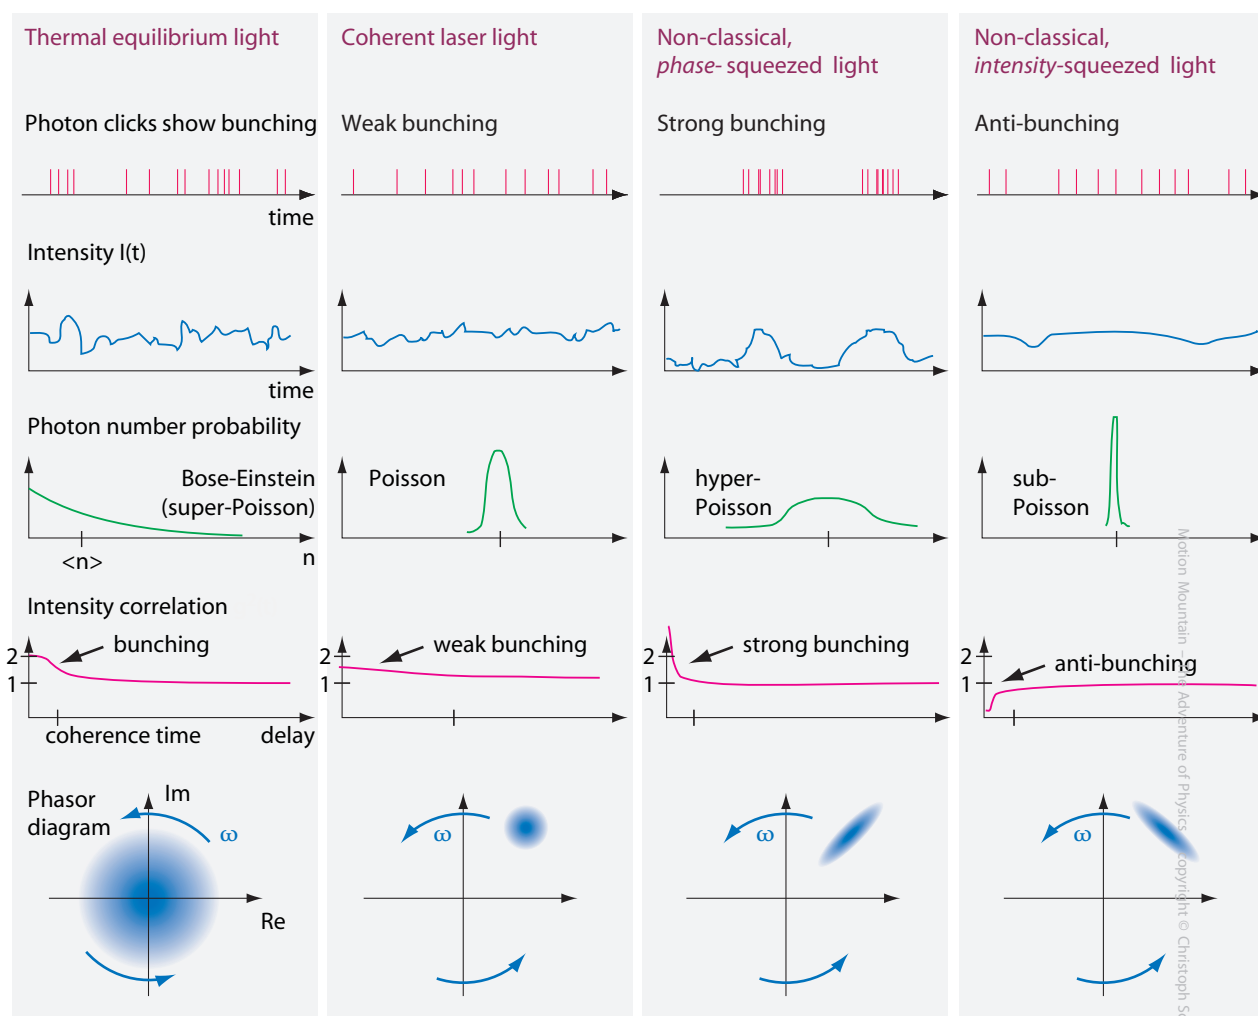 Thermal equilibrium light
Coherent laser light
Non-classical,
phase- squeezed light
Non-classical,
intensity-squeezed light
Photon clicks show bunching
Weak bunching
Strong bunching
Anti-bunching
time
Intensity I(t)
time
Photon number probability
Bose-Einstein
(super-Poisson)
Poisson
hyper-
Poisson
sub-
Poisson
<n>
n
Intensity correlation
2
1
bunching
2
1
weak bunching
2
1
strong bunching
2
1
anti-bunching
coherence time
delay
Phasor
diagram
Im
ω
Re
ω
ω
ω
Motion Mountain – The Adventure of Physics copyright © Christoph